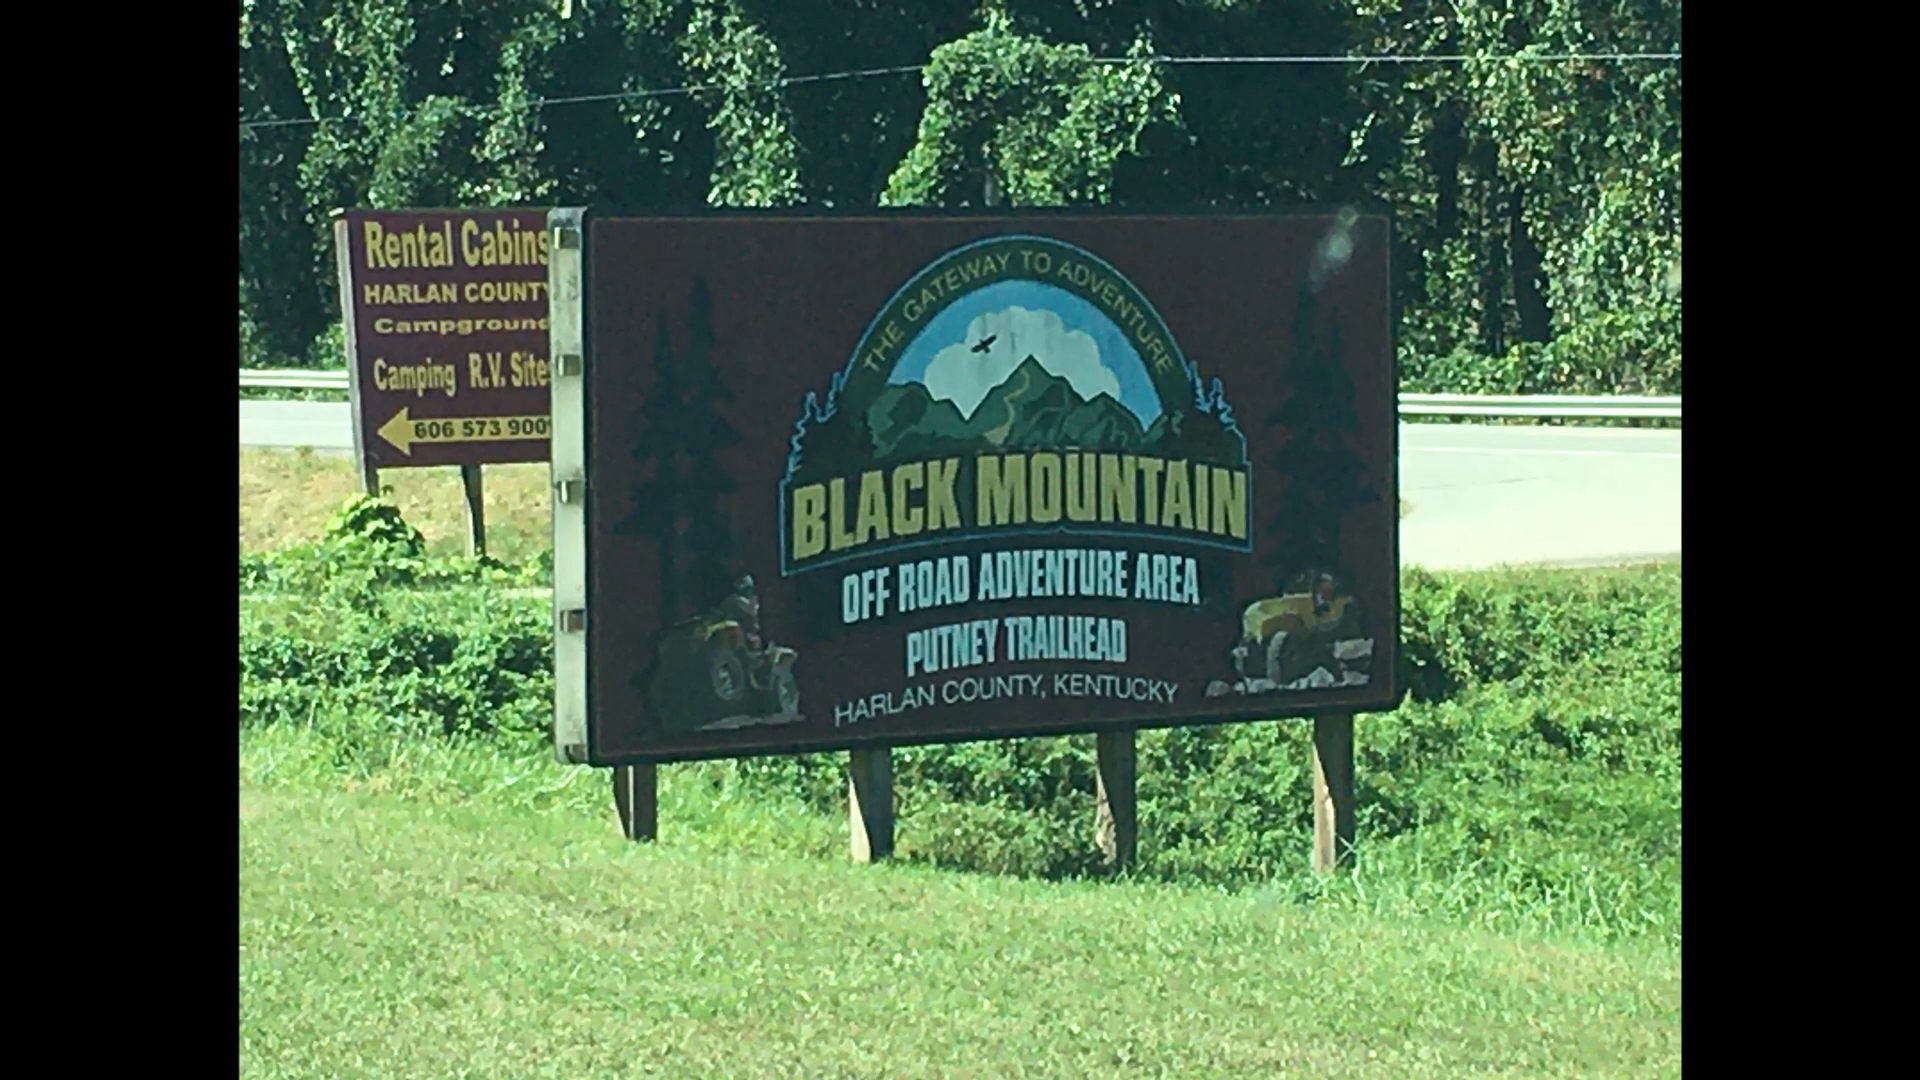 Rental Cabins
HARLAN COUNTY
Campground
Camping R.V. Sites
606 573 900
THE GATEWAY TO ADVENTURE
BLACK MOUNTAIN
OFF ROAD ADVENTURE AREA
PUTNEY TRAILHEAD
HARLAN COUNTY, KENTUCKY